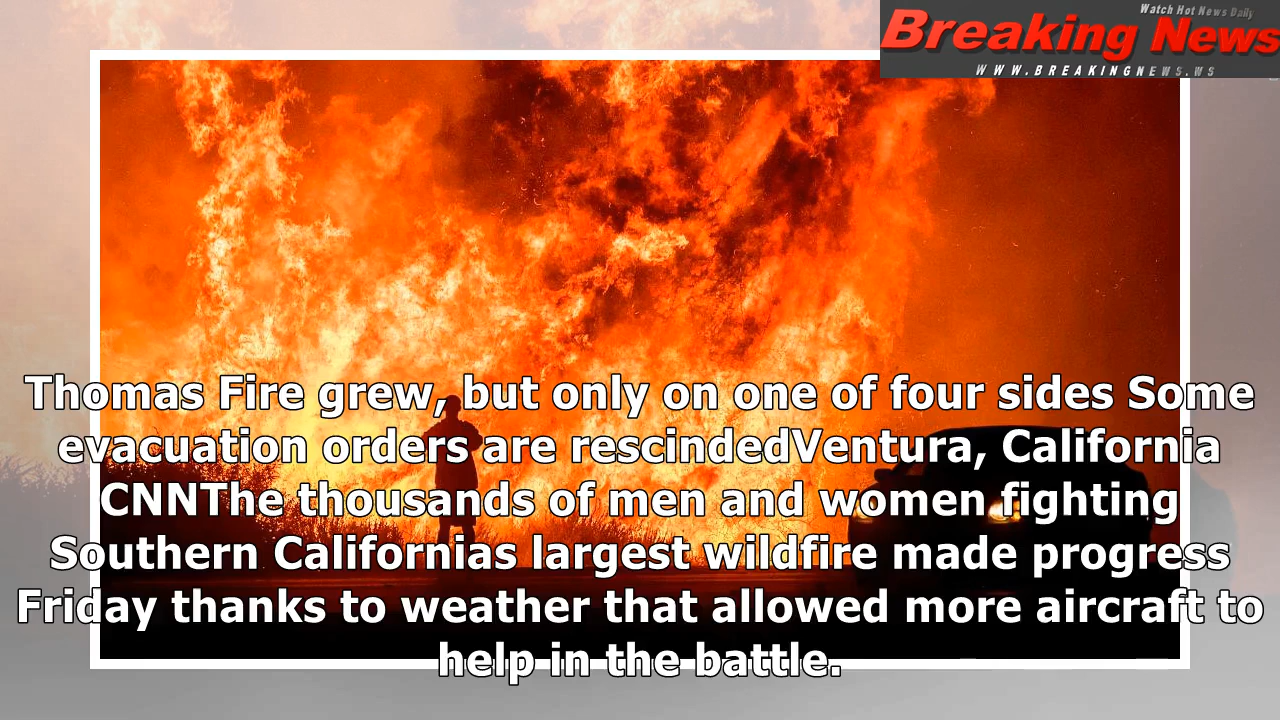 Watch Hot News Daily
Breaking News
WWW.BREAKINGNEWS.WS
Thomas Fire grew, but only on one of four sides Some
evacuation orders are rescindedVentura, California
CNNThe thousands of men and women fighting
Southern Californias largest wildfire made progress
Friday thanks to weather that allowed more aircraft to
help in the battle.